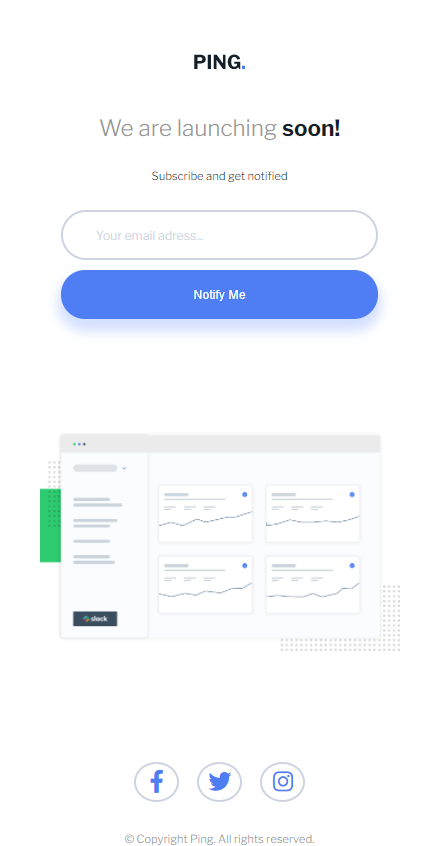 PING.
We are launching soon!
Subscribe and get notified
Your email adress...
Notify Me
slack
© Copyright Ping. All rights reserved.